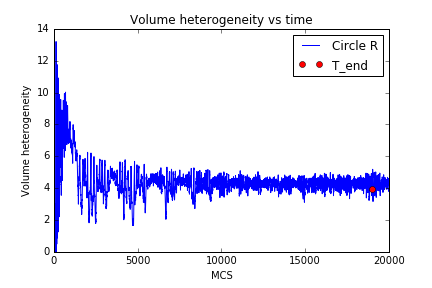 Volume heterogeneity vs time
14
12
10
8
6
4
2
0
Volume heterogeneity
Circle R
T_end
0
5000
10000
15000
20000
MCS